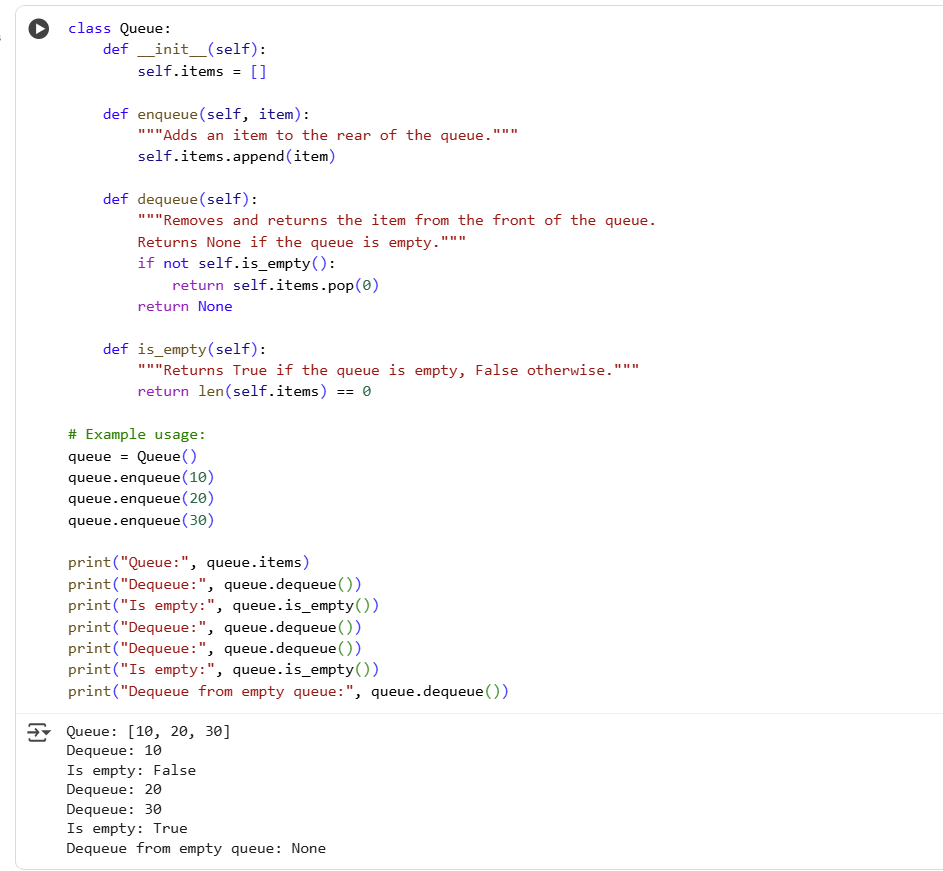 class Queue:
    def __init__(self):
        self.items = []

    def enqueue(self, item):
        """Adds an item to the rear of the queue."""
        self.items.append(item)

    def dequeue(self):
        """Removes and returns the item from the front of the queue.
        Returns None if the queue is empty."""
        if not self.is_empty():
            return self.items.pop(0)
        return None

    def is_empty(self):
        """Returns True if the queue is empty, False otherwise."""
        return len(self.items) == 0

# Example usage:
queue = Queue()
queue.enqueue(10)
queue.enqueue(20)
queue.enqueue(30)

print("Queue:", queue.items)
print("Dequeue:", queue.dequeue())
print("Is empty:", queue.is_empty())
print("Dequeue:", queue.dequeue())
print("Dequeue:", queue.dequeue())
print("Is empty:", queue.is_empty())
print("Dequeue from empty queue:", queue.dequeue())

Queue: [10, 20, 30]
Dequeue: 10
Is empty: False
Dequeue: 20
Dequeue: 30
Is empty: True
Dequeue from empty queue: None